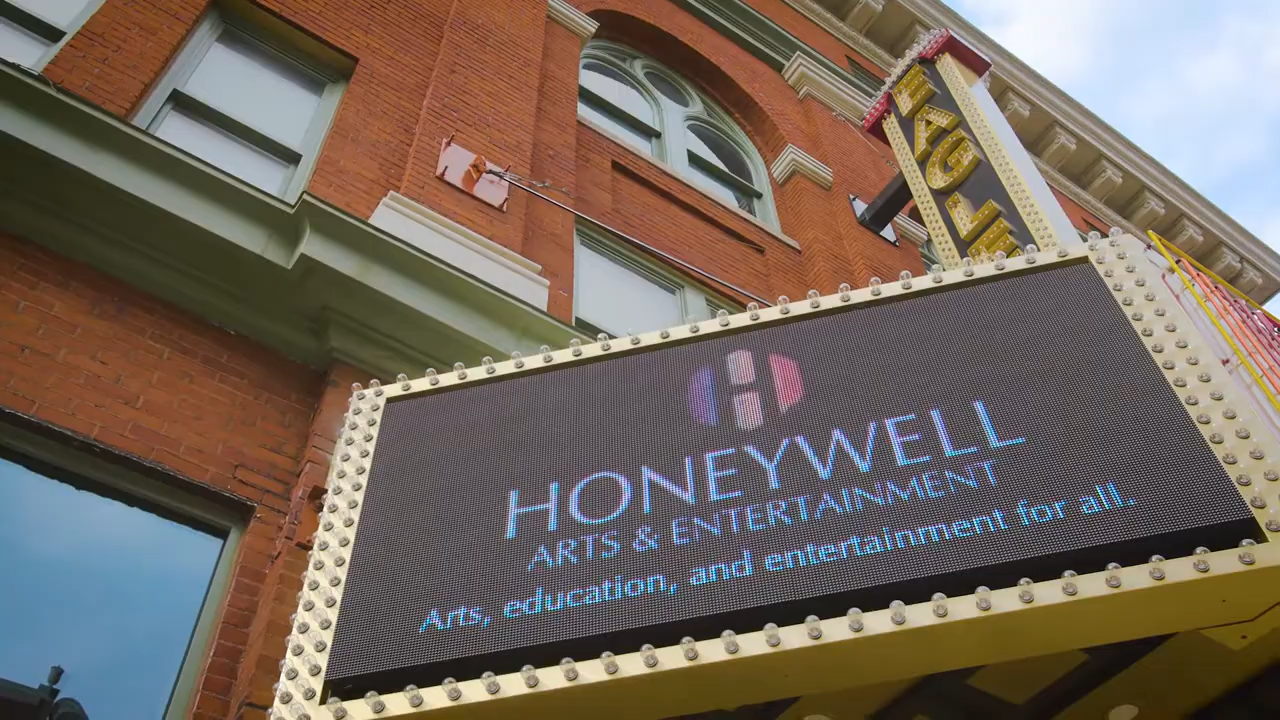 EAGLE
H
HONEYWELL
ARTS & ENTERTAINMENT
Arts, education, and entertainment for all.